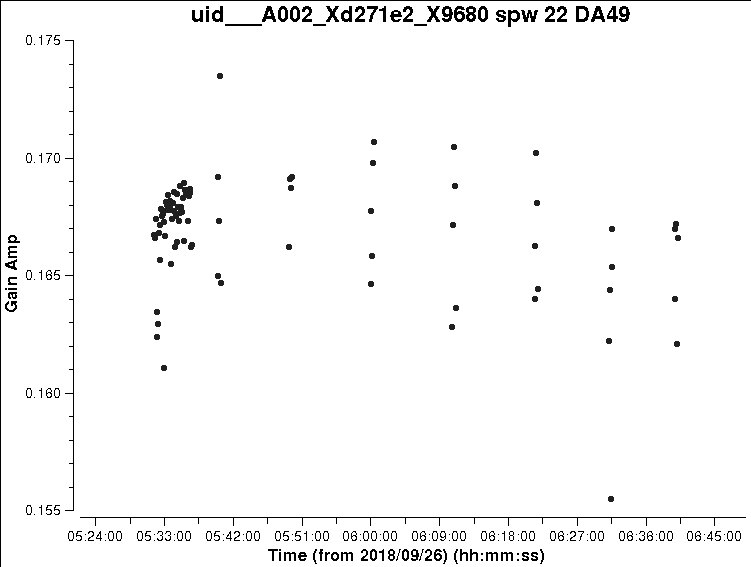 uid___A002_Xd271e2_X9680 spw 22 DA49
0.175
0.170
0.165
0.160
0.155
Gain Amp
05:24:00 05:33:00 05:42:00 05:51:00 06:00:00 06:09:00 06:18:00 06:27:00 06:36:00 06:45:00
Time (from 2018/09/26) (hh:mm:ss)